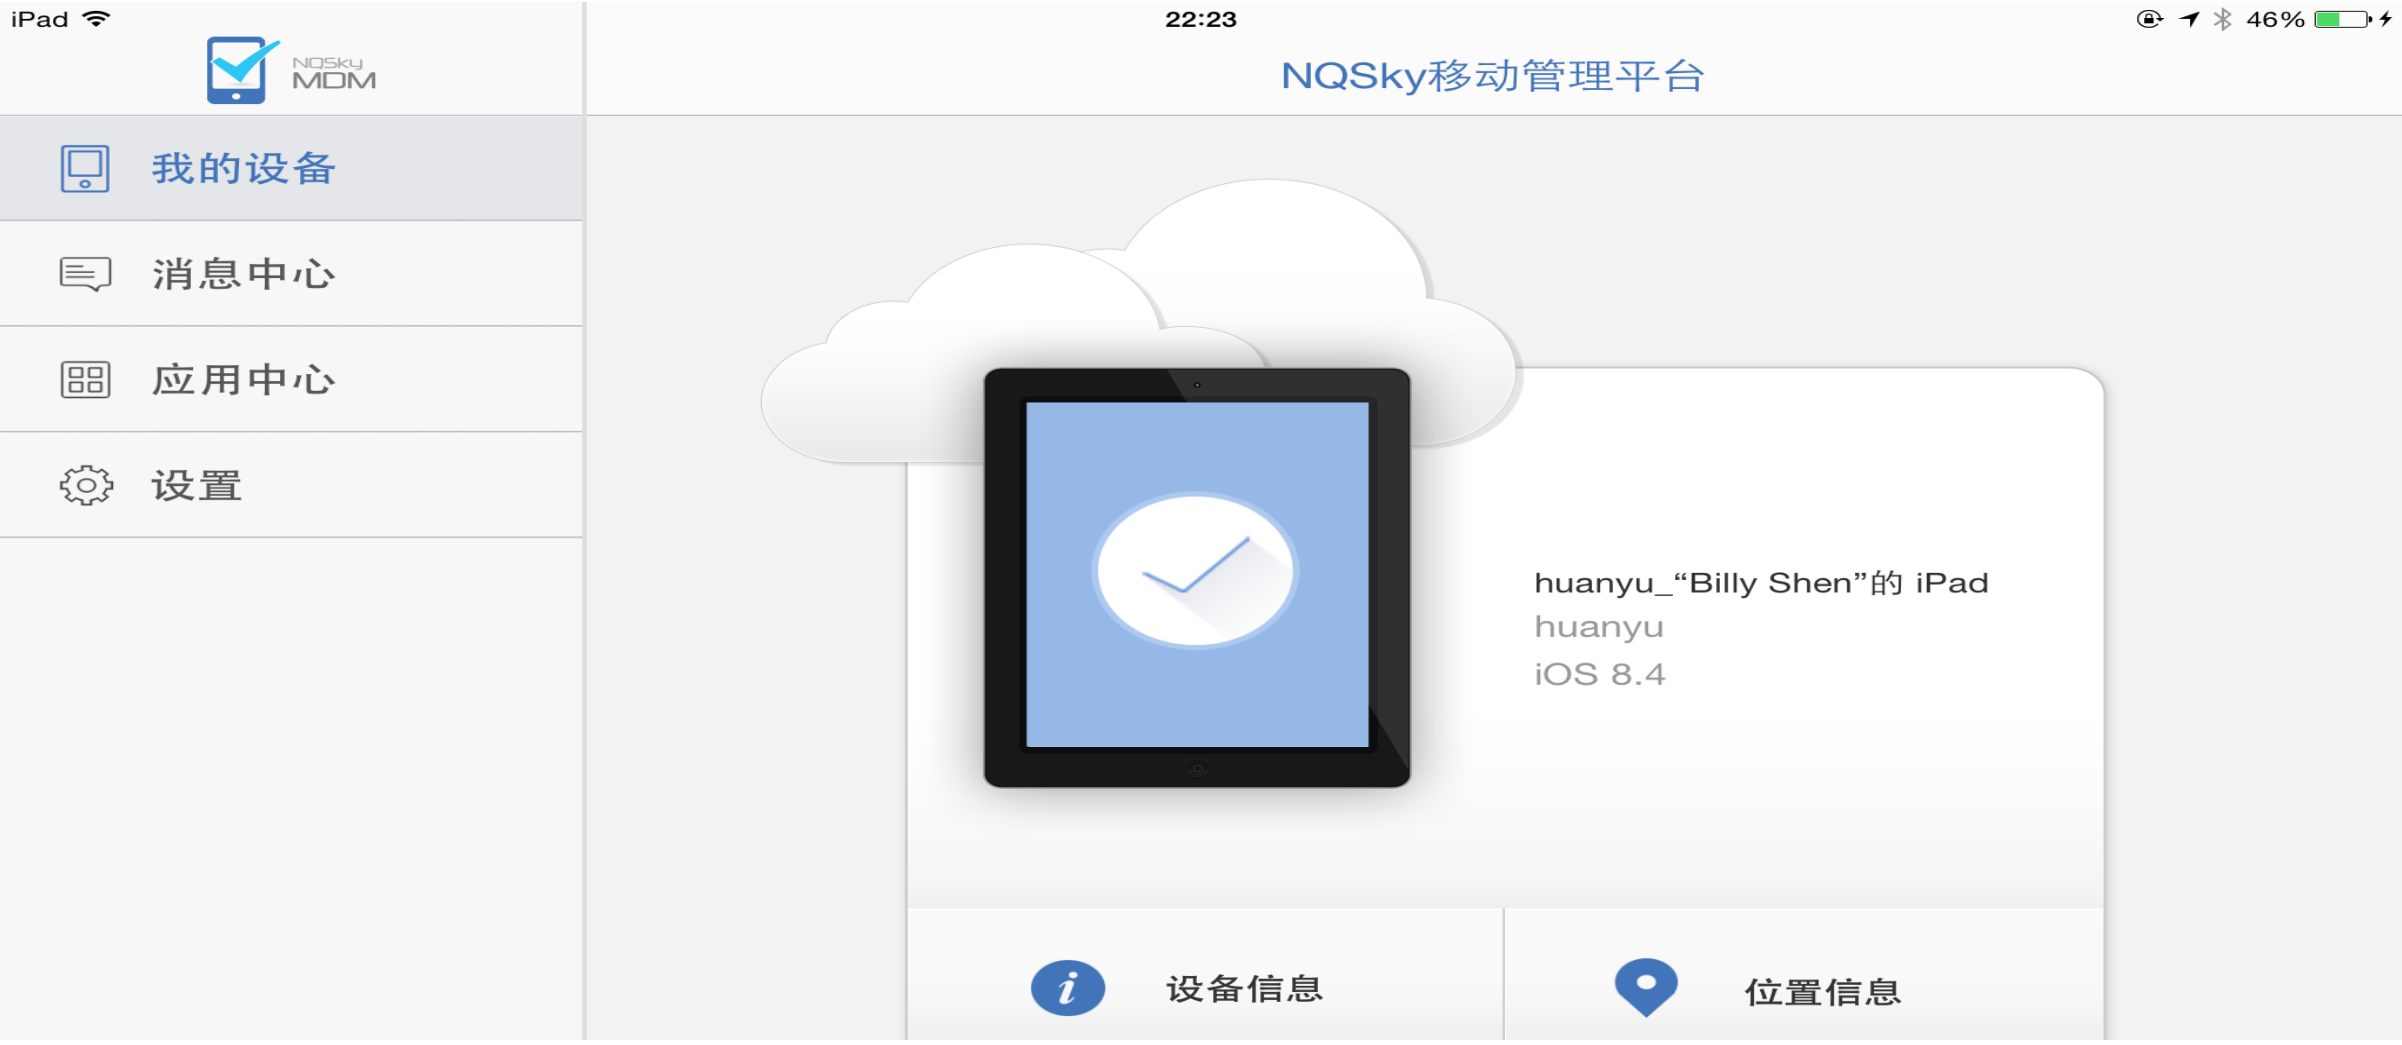 iPad
22:23
46%
NQSky
MDM
NQSky移动管理平台
我的设备
消息中心
应用中心
设置
huanyu_“Billy Shen”的 iPad
huanyu
iOS 8.4
设备信息
位置信息